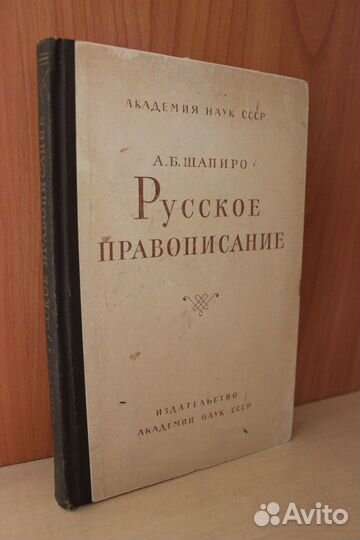 АКАДЕМИЯ НАУК СССР
А.Б.ШАПИРО
РУССКОЕ
ПРАВОПИСАНИЕ
ИЗДАТЕЛЬСТВО
АКАДЕМИИ НАУК СССР
Avito